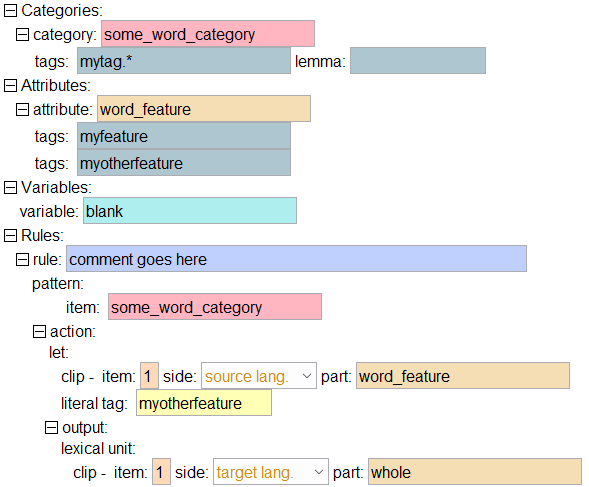 Categories:
category: some_word_category
tags: mytag.* lemma:
Attributes:
attribute: word_feature
tags: myfeature
tags: myotherfeature
Variables:
variable: blank
Rules:
rule: comment goes here
pattern:
item: some_word_category
action:
let:
clip - item: 1 side: source lang. part: word_feature
literal tag: myotherfeature
output:
lexical unit:
clip - item: 1 side: target lang. part: whole